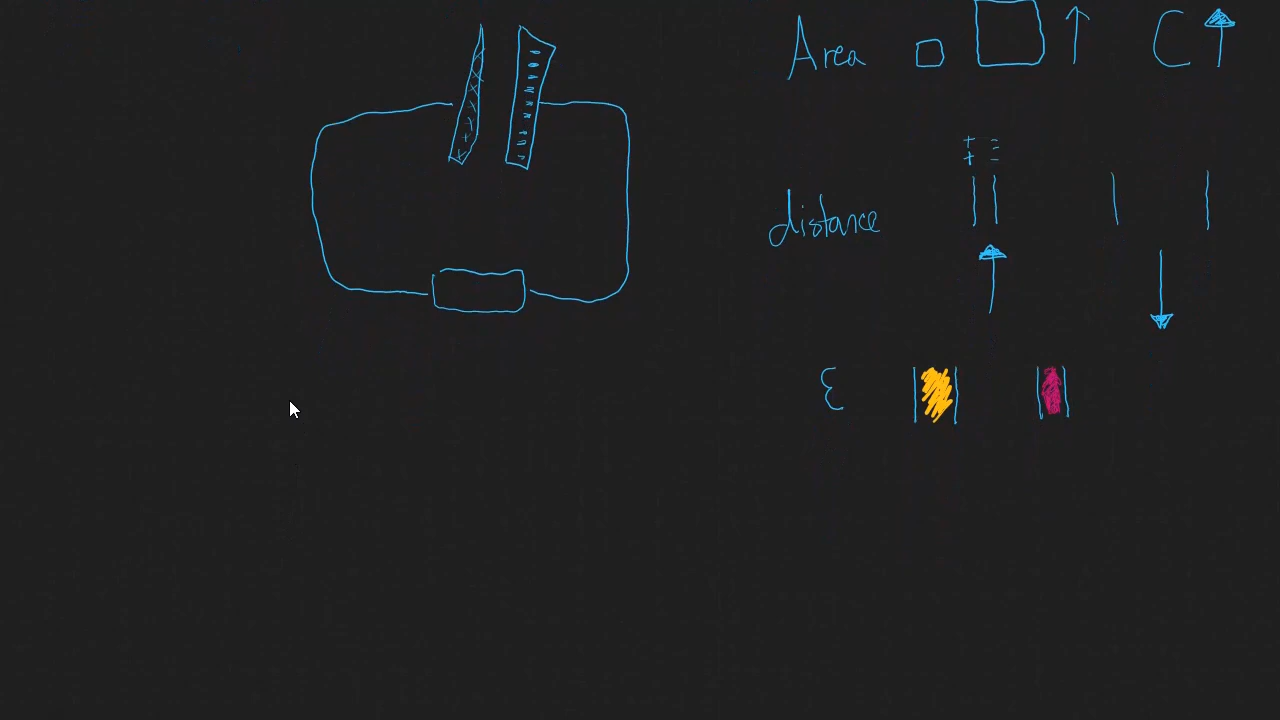 Area C
+ -
+ -
distance
ε